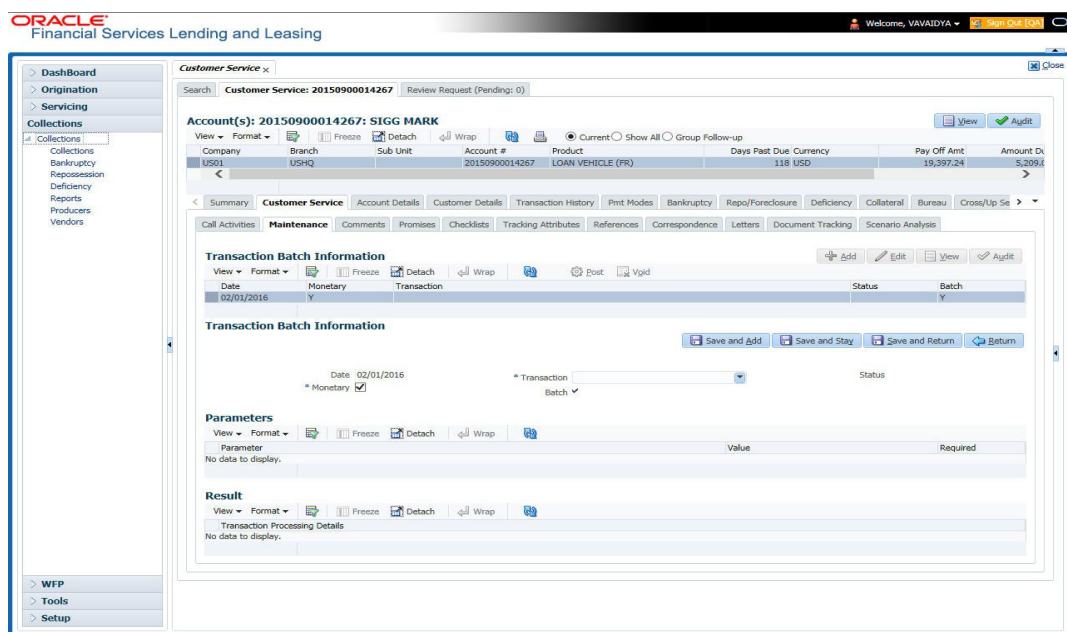 ORACLE
Financial Services Lending and Leasing
Welcome, VAVAIDYA
Sign Out [QA]
Close
DashBoard
Origination
Servicing
Collections
Collections
Collections
Bankruptcy
Repossession
Deficiency
Reports
Producers
Vendors
WFP
Tools
Setup
Customer Service x
Search Customer Service: 20150900014267 Review Request (Pending: 0)
Account(s): 20150900014267: SIGG MARK
View Audit
View Format Freeze Detach Wrap Current Show All Group Follow-up
Company Branch Sub Unit Account # Product Days Past Due Currency Pay Off Amt Amount Du
US01 USHQ 20150900014267 LOAN VEHICLE (FR) 118 USD 19,397.24 5,209.0
Summary Customer Service Account Details Customer Details Transaction History Pmt Modes Bankruptcy Repo/Foreclosure Deficiency Collateral Bureau Cross/Up Se
Call Activities Maintenance Comments Promises Checklists Tracking Attributes References Correspondence Letters Document Tracking Scenario Analysis
Transaction Batch Information
Add Edit View Audit
View Format Freeze Detach Wrap Post Void
Date Monetary Transaction Status Batch
02/01/2016 Y Y
Transaction Batch Information
Save and Add Save and Stay Save and Return Return
Date 02/01/2016 * Transaction Status
* Monetary Batch
Parameters
View Format Freeze Detach Wrap
Parameter Value Required
No data to display.
Result
View Format Freeze Detach Wrap
Transaction Processing Details
No data to display.